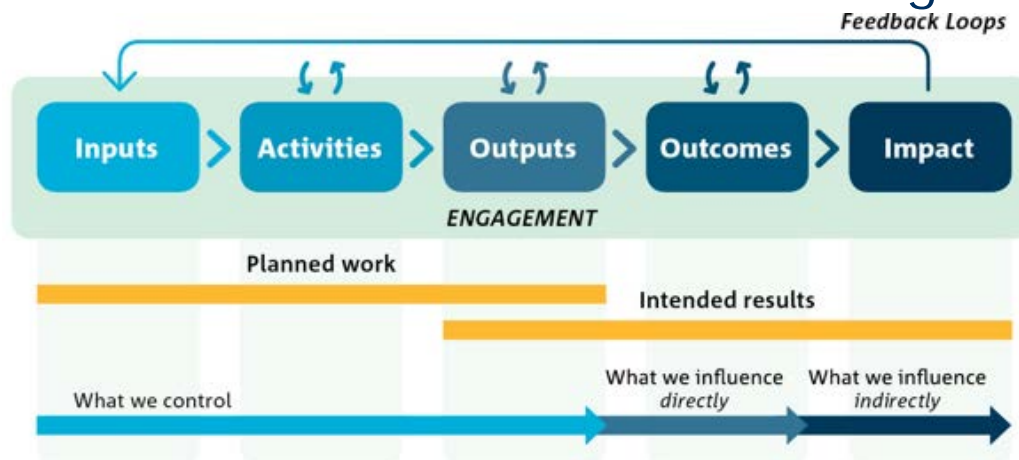 Feedback Loops
Inputs
Activities
Outputs
Outcomes
Impact
ENGAGEMENT
Planned work
Intended results
What we control
What we influence
directly
What we influence
indirectly